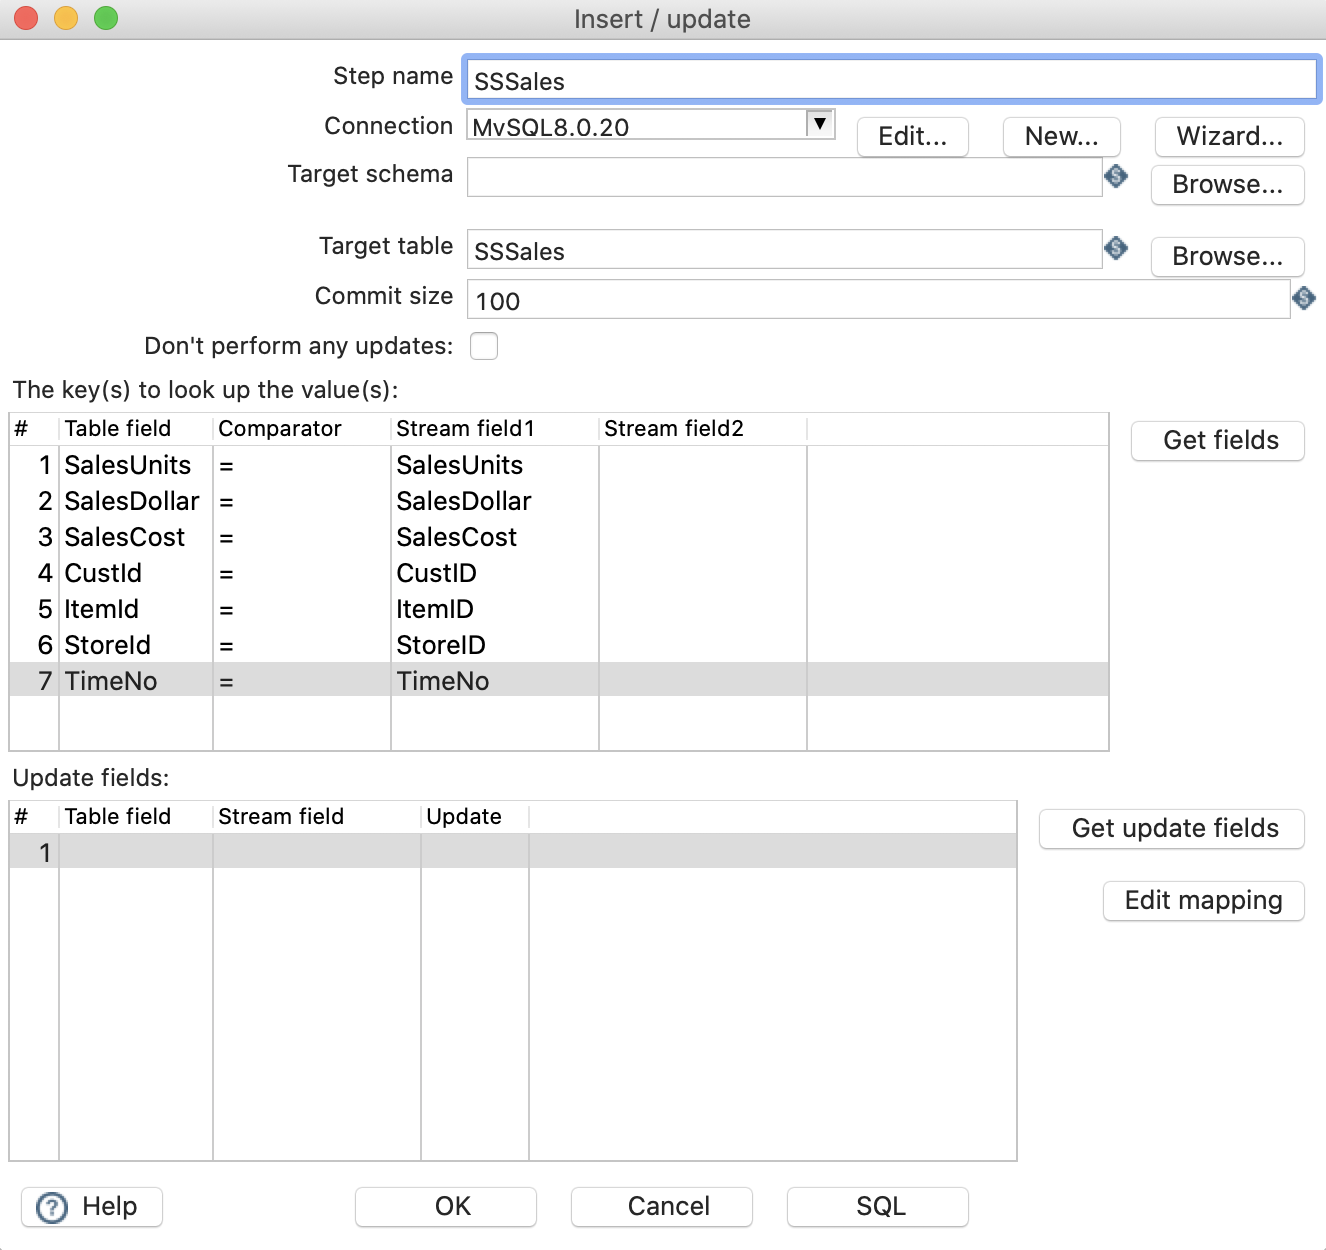 Insert / update
Step name SSSales
Connection MvSQL8.0.20 Edit... New... Wizard...
Target schema Browse...
Target table SSSales Browse...
Commit size 100
Don't perform any updates:
The key(s) to look up the value(s):
# Table field Comparator Stream field1 Stream field2 Get fields
1 SalesUnits = SalesUnits
2 SalesDollar = SalesDollar
3 SalesCost = SalesCost
4 CustId = CustID
5 ItemId = ItemID
6 StoreId = StoreID
7 TimeNo = TimeNo
Update fields:
# Table field Stream field Update Get update fields
1
Edit mapping
? Help OK Cancel SQL